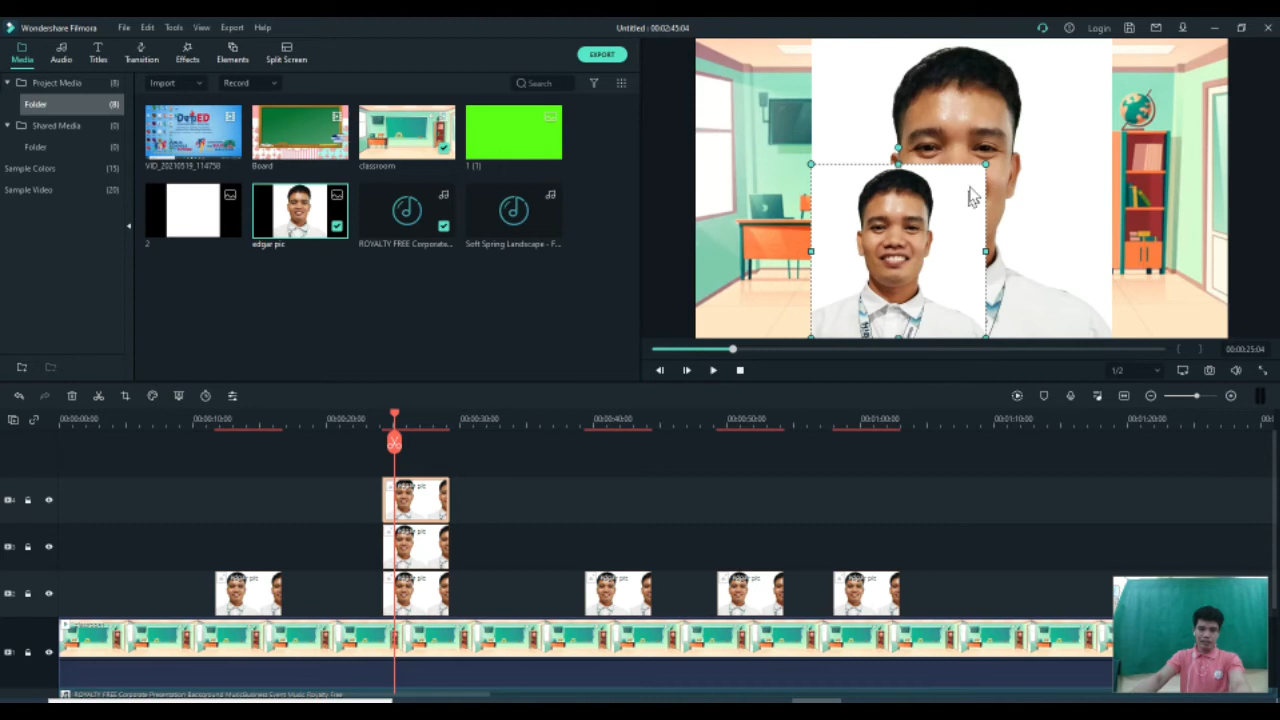 Wondershare Filmora File Edit Tools View Export Help Untitled : 00:02:45:04 Login
Media Audio Titles Transition Effects Elements Split Screen EXPORT
Project Media (8) Import Record Search
Folder (8)
Shared Media (0)
Folder (0)
Sample Colors (15)
Sample Video (20)
DepED
VID_20210519_114758 Board classroom 1 (1)
2 edgar pic ROYALTY FREE Corporate... Soft Spring Landscape - F...
00:00:25:04
1/2
00:00:00:00 00:00:10:00 00:00:20:00 00:00:30:00 00:00:40:00 00:00:50:00 00:01:00:00 00:01:10:00 00:01:20:00
edgar pic
edgar pic
edgar pic edgar pic edgar pic edgar pic edgar pic
classroom
ROYALTY FREE Corporate Presentation Background Music/Business Event Music Royalty Free